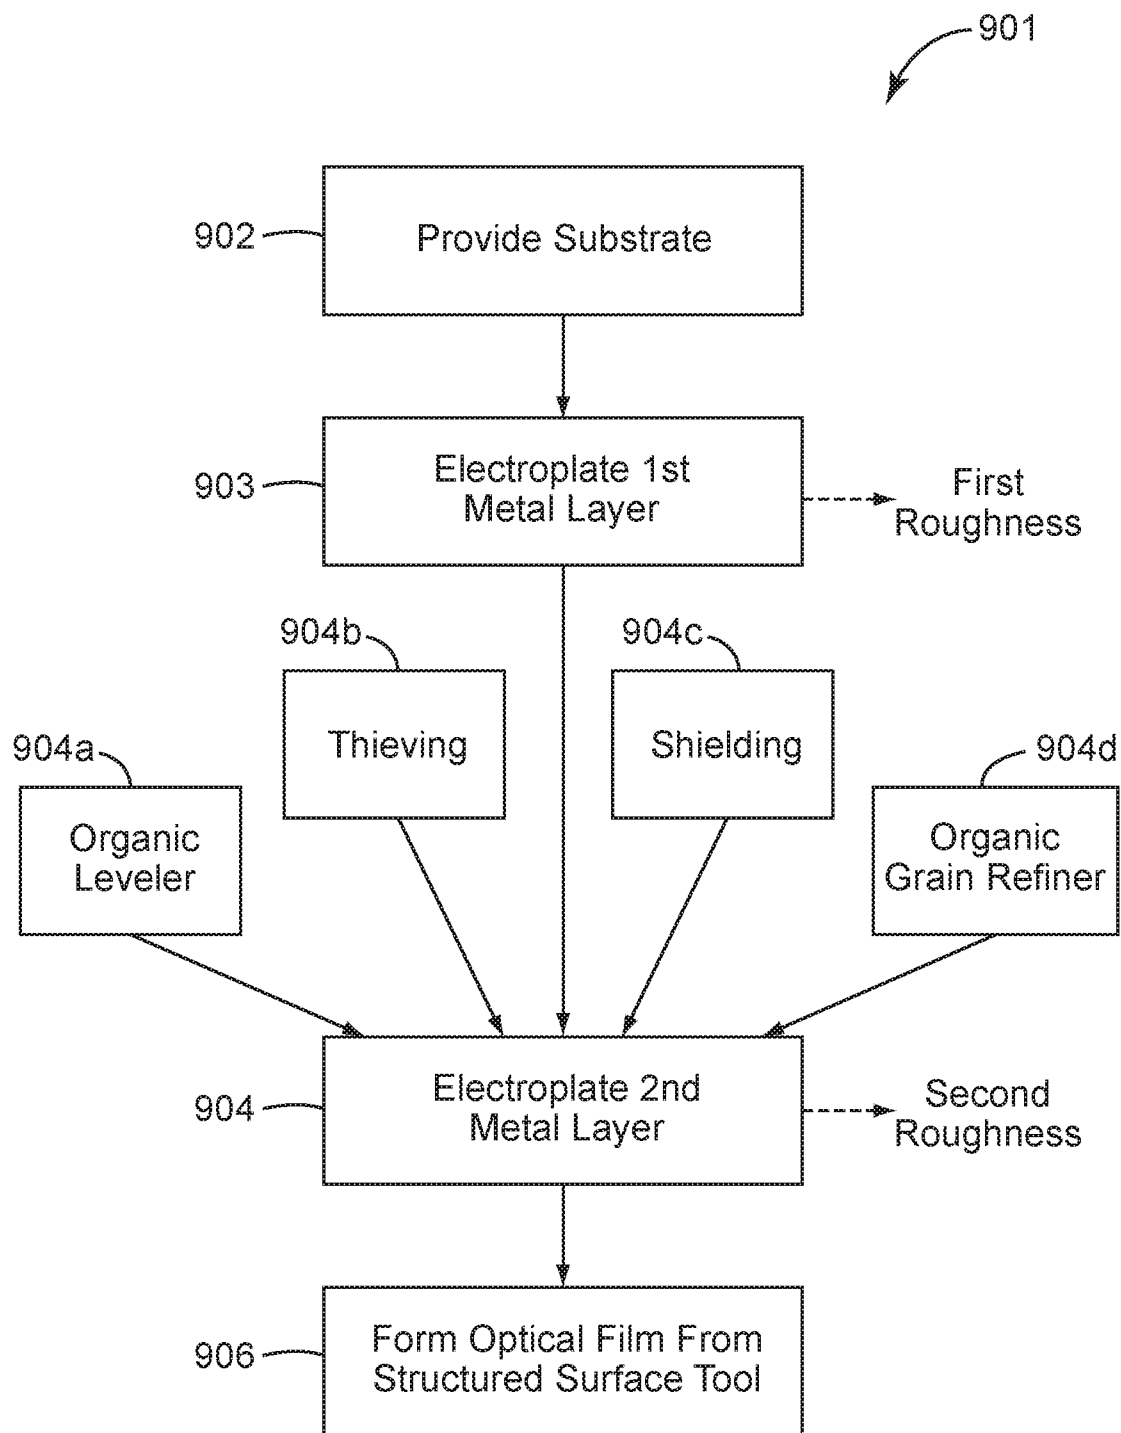 901
902
Provide Substrate
903
Electroplate 1st
Metal Layer
First
Roughness
904b
904c
Thieving
Shielding
904a
904d
Organic
Leveler
Organic
Grain Refiner
904
Electroplate 2nd
Metal Layer
Second
Roughness
906
Form Optical Film From
Structured Surface Tool